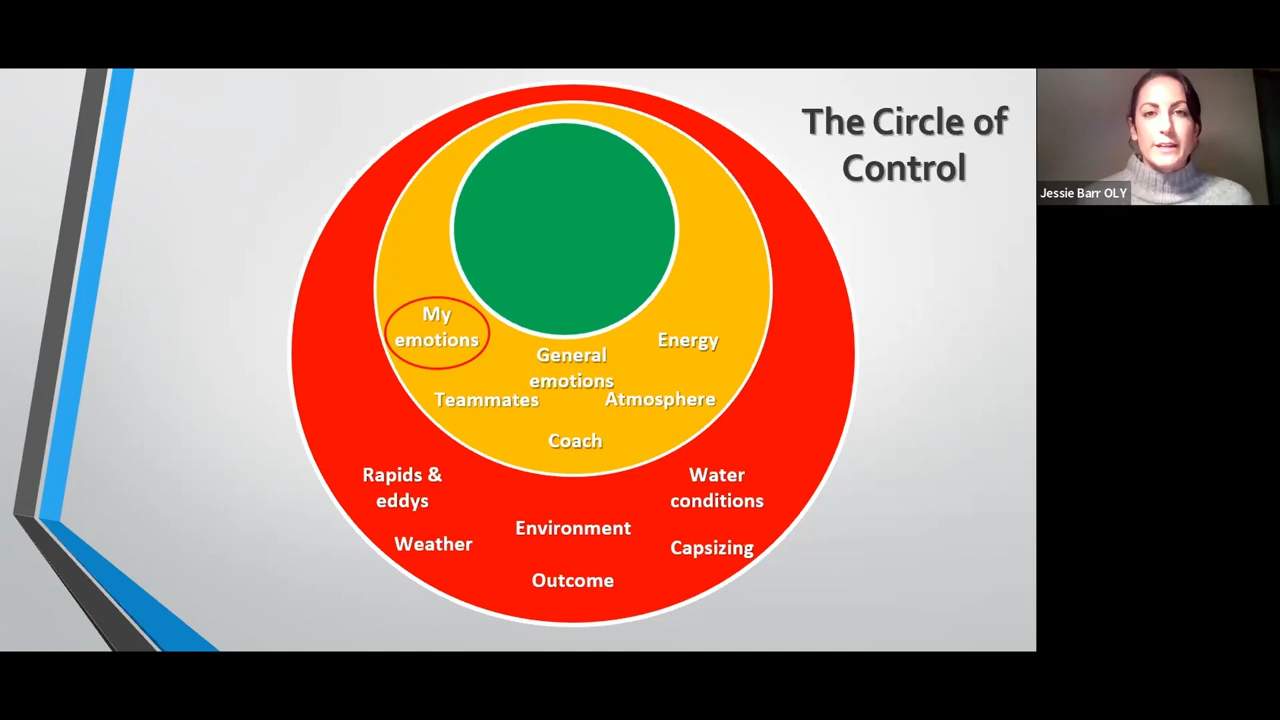 The Circle of
Control
Jessie Barr OLY
My
emotions
General
emotions
Energy
Teammates
Atmosphere
Coach
Rapids &
eddys
Water
conditions
Environment
Weather
Capsizing
Outcome